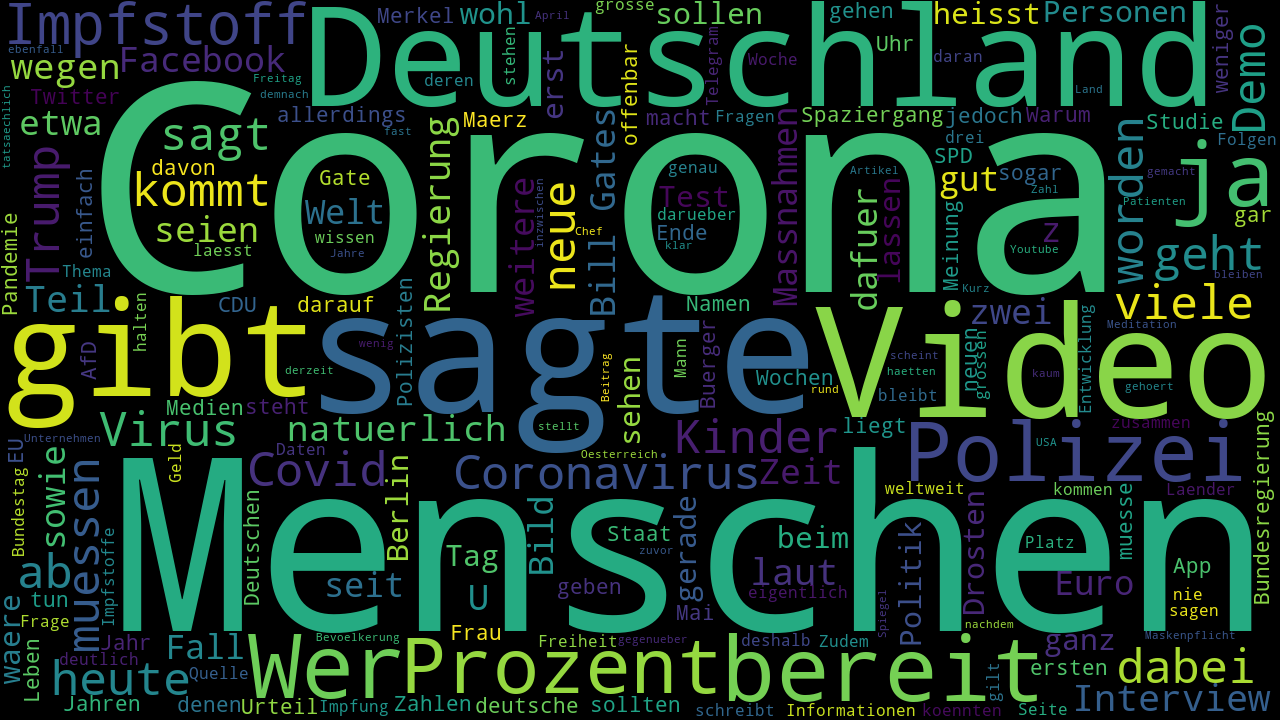 Impfstoff
Deutschland
Merkel
wohl
grosse
sollen
gehen
heisst
Personen
weniger
April
ebenfall
wegen
Facebook
Freitag
demnach
deren
stehen
erst
offenbar
Telegram
Woche
Uhr
daran
Land
Demo
tatsaechlich
Twitter
etwa
sagt
allerdings
fast
Maerz
macht
Fragen
Spaziergang
jedoch
Warum
Studie
Folgen
Corona
Trump
einfach
davon
kommt
seien
laesst
Gate
Welt
wissen
Jahre
Regierung
weitere
inzwischen
neue
Chef
Bill Gates
genau
Test
darueber
Ende
klar
Massnahmen
dafuer
Artikel
lassen
SPD
gut
sogar
Zahl
z
Youtube
Meinung
Kurz
worden
Patienten
gemacht
ja
gar
geht
bleiben
Pandemie
Thema
Teil
halten
CDU
darauf
Polizisten
Namen
zwei
viele
gibt
sagte
Video
AfD
wenig
derzeit
Beitrag
sehen
Mann
Buerger
Wochen
rund
scheint
haetten
bleibt
neuen
grossen
kaum
Entwicklung
Meditation
gehoert
Medien
steht
Virus
natuerlich
stellt
Kinder
liegt
zusammen
Polizei
USA
Bundesregierung
EU
Unternehmen
Bundestag
sowie
Geld
Daten
Covid
Oesterreich
Coronavirus
Zeit
weltweit
kommen
Laender
Menschen
muessen
Deutschen
Berlin
Bild
Staat
zuvor
gerade
beim
Politik
Drosten
Platz
muesse
ab
Impfstoffe
seit
Tag
U
geben
laut
eigentlich
Euro
App
nie
sagen
tun
Frage
Waere
Leben
Jahr
deutlich
Fall
Bevoelkerung
Frau
Freiheit
gegenueber
Mai
deshalb
Zudem
Spiegel
nachdem
ganz
Maskenpflicht
heute
Quelle
Wer
Prozent
bereit
gilt
ersten
dabei
Jahren
denen
Urteil
Impfung
Zahlen
deutsche
sollten
schreibt
Informationen
koennten
Seite
Interview
drei